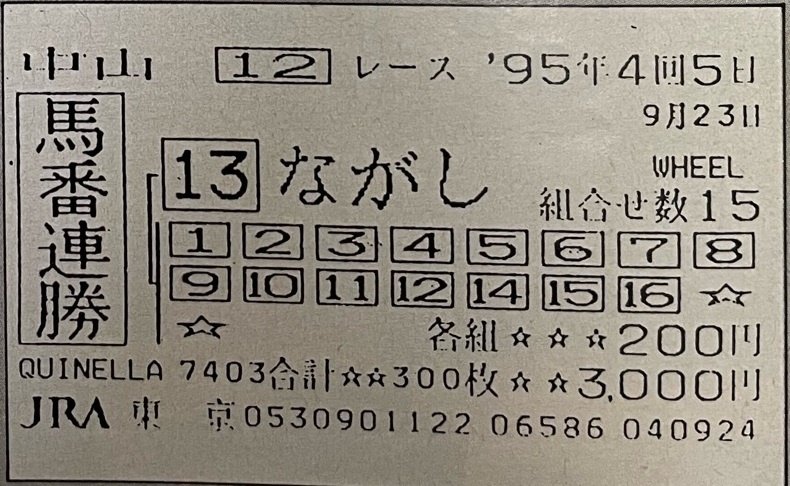 中山 12 レース '95年4回5日
9月23日
馬番連勝
13 ながし WHEEL
組合せ数15
1 2 3 4 5 6 7 8
9 10 11 12 14 15 16 ☆
☆ 各組☆☆☆200円
QUINELLA 7403合計☆☆300枚☆☆3,000円
JRA 東 京0530901122 06586 040924